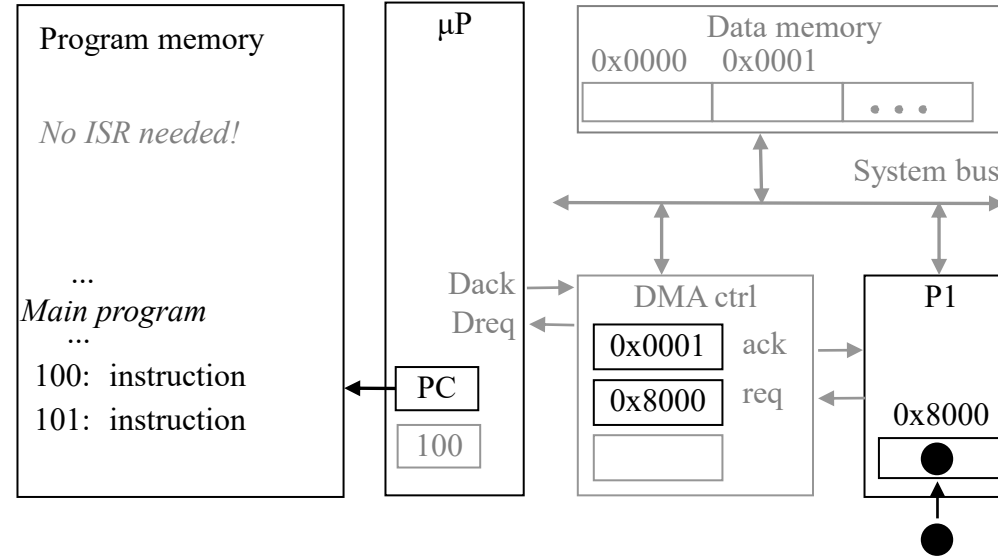 Program memory
No ISR needed!
...
Main program
...
100: instruction
101: instruction
μP
Dack
Dreq
PC
100
Data memory
0x0000 0x0001
...
System bus
DMA ctrl
0x0001 ack
0x8000 req
P1
0x8000